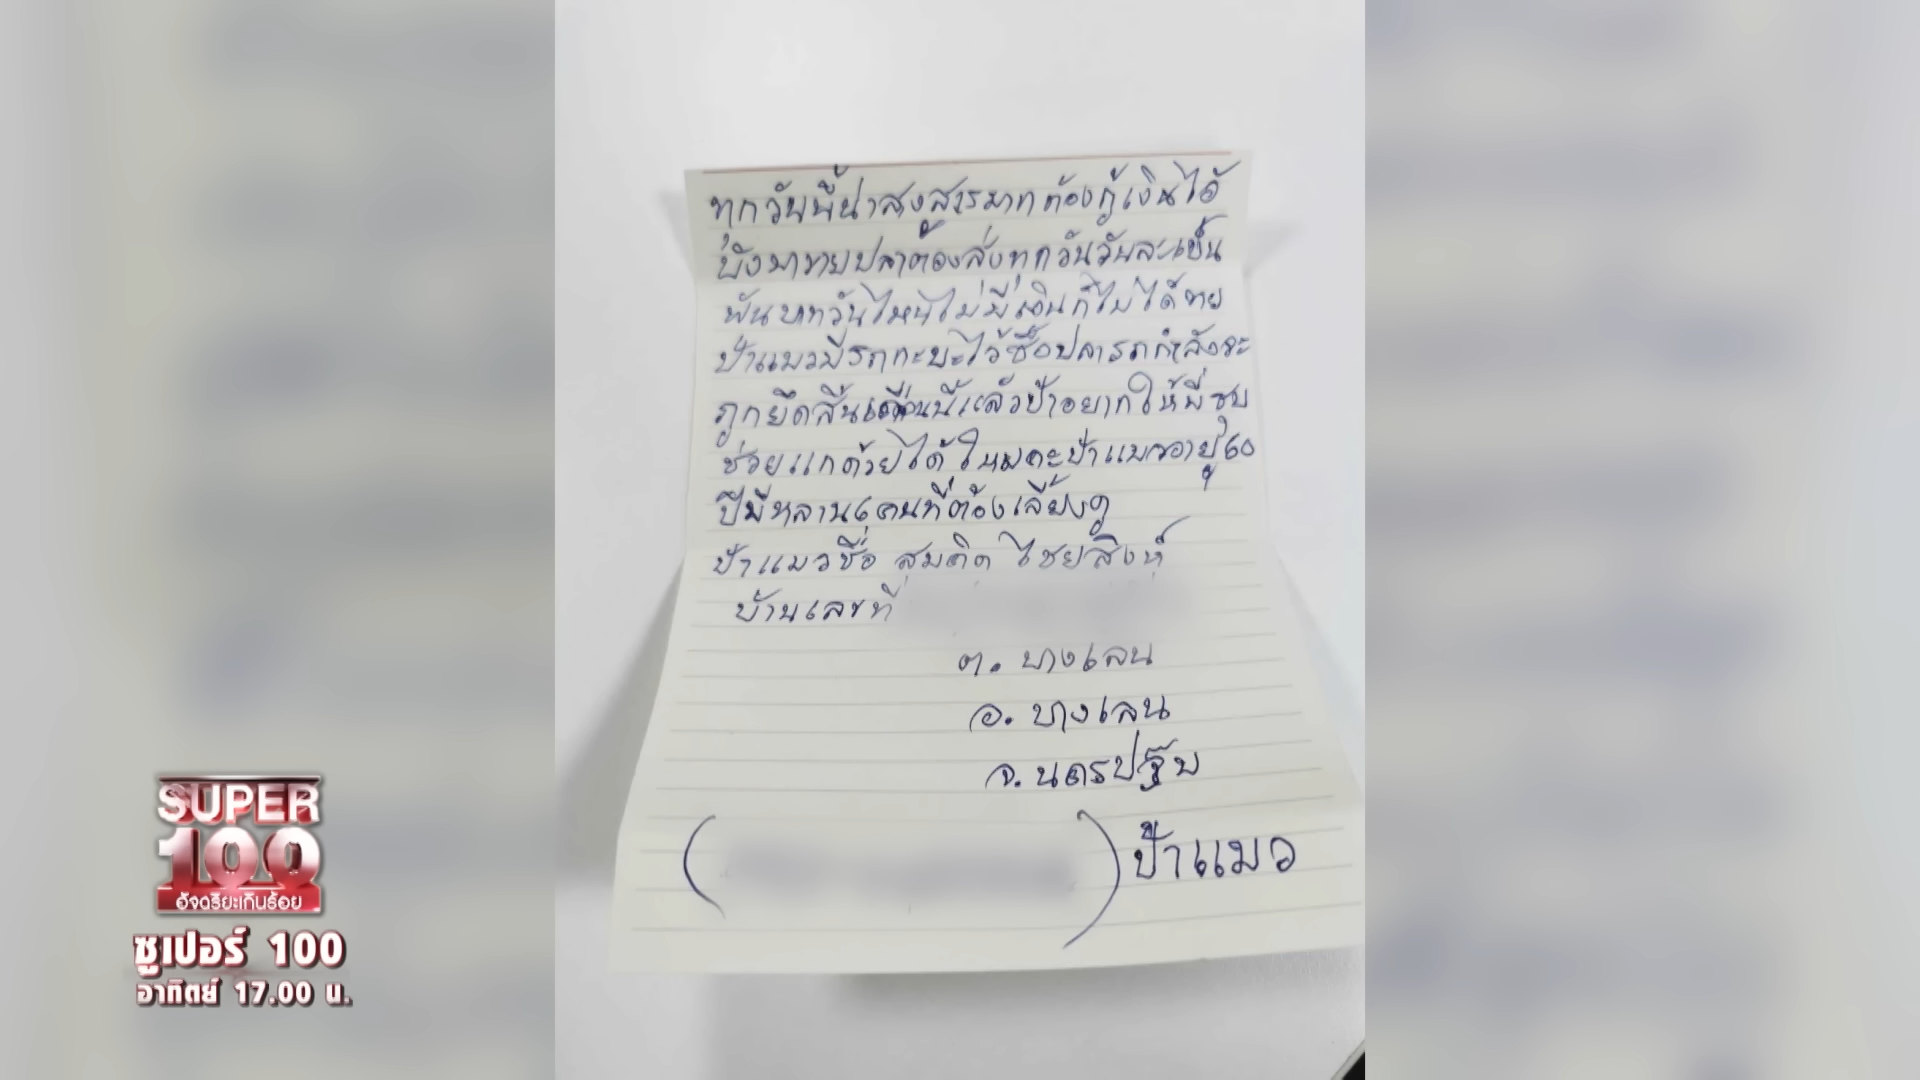 ทุกวันนี้น่าสงสารมากต้องกู้เงินไว้
มาขายปลาต้องส่งทุกวันวันละเป็น
พันบาทวันไหนไม่มีเงินก็ไม่ได้ขาย
ป้าแมวมีรถกะบะไว้ซื้อปลารถกำลังจะ
ถูกยึดสิ้นเดือนนี้แล้วป้าอยากให้พี่ซุป
ช่วยแกด้วยได้ไหมคะป้าแมวอายุ 60
ปีมีหลานคนที่ต้องเลี้ยงดู
ป้าแมวชื่อ สมคิด ไชยสิงห์
บ้านเลขที่
ต. บางเลน
อ. บางเลน
จ. นครปฐม
( ) ป้าแมว
SUPER
100
อัจฉริยะเกินร้อย
ซูเปอร์ 100
อาทิตย์ 17.00 น.